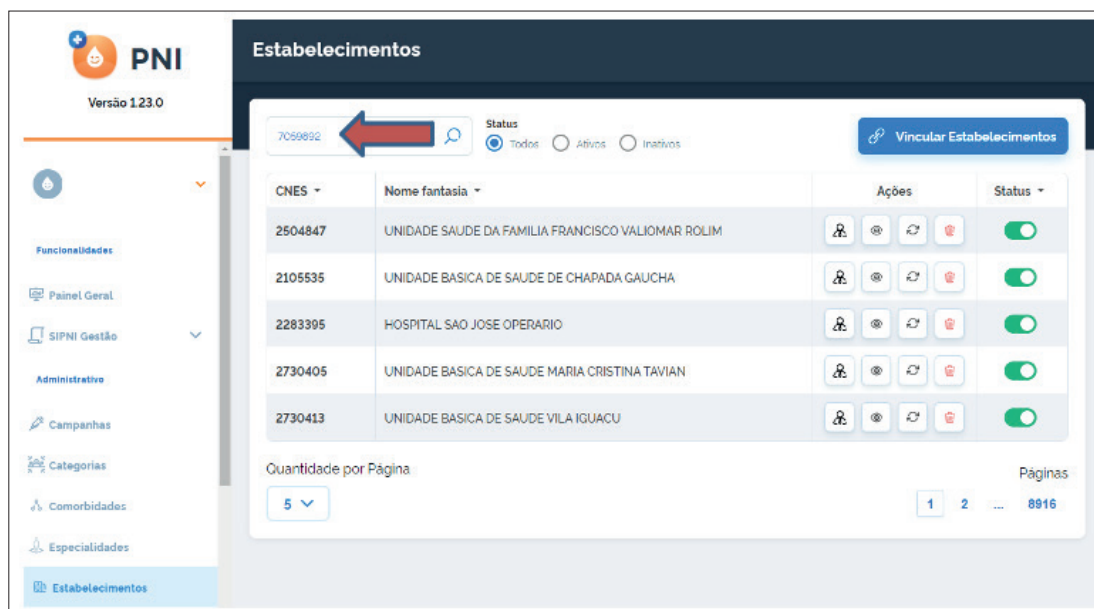 PNI
Versão 1.23.0
Funcionalidades
Painel Geral
SIPNI Gestão
Administrativo
Campanhas
Categorias
Comorbidades
Especialidades
Estabelecimentos
Estabelecimentos
7059892
Status
Todos Ativos Inativos
Vincular Estabelecimentos
CNES Nome fantasia Ações Status
2504847 UNIDADE SAUDE DA FAMILIA FRANCISCO VALIOMAR ROLIM
2105535 UNIDADE BASICA DE SAUDE DE CHAPADA GAUCHA
2283395 HOSPITAL SAO JOSE OPERARIO
2730405 UNIDADE BASICA DE SAUDE MARIA CRISTINA TAVIAN
2730413 UNIDADE BASICA DE SAUDE VILA IGUACU
Quantidade por Página
5
Páginas
1 2 ... 8916